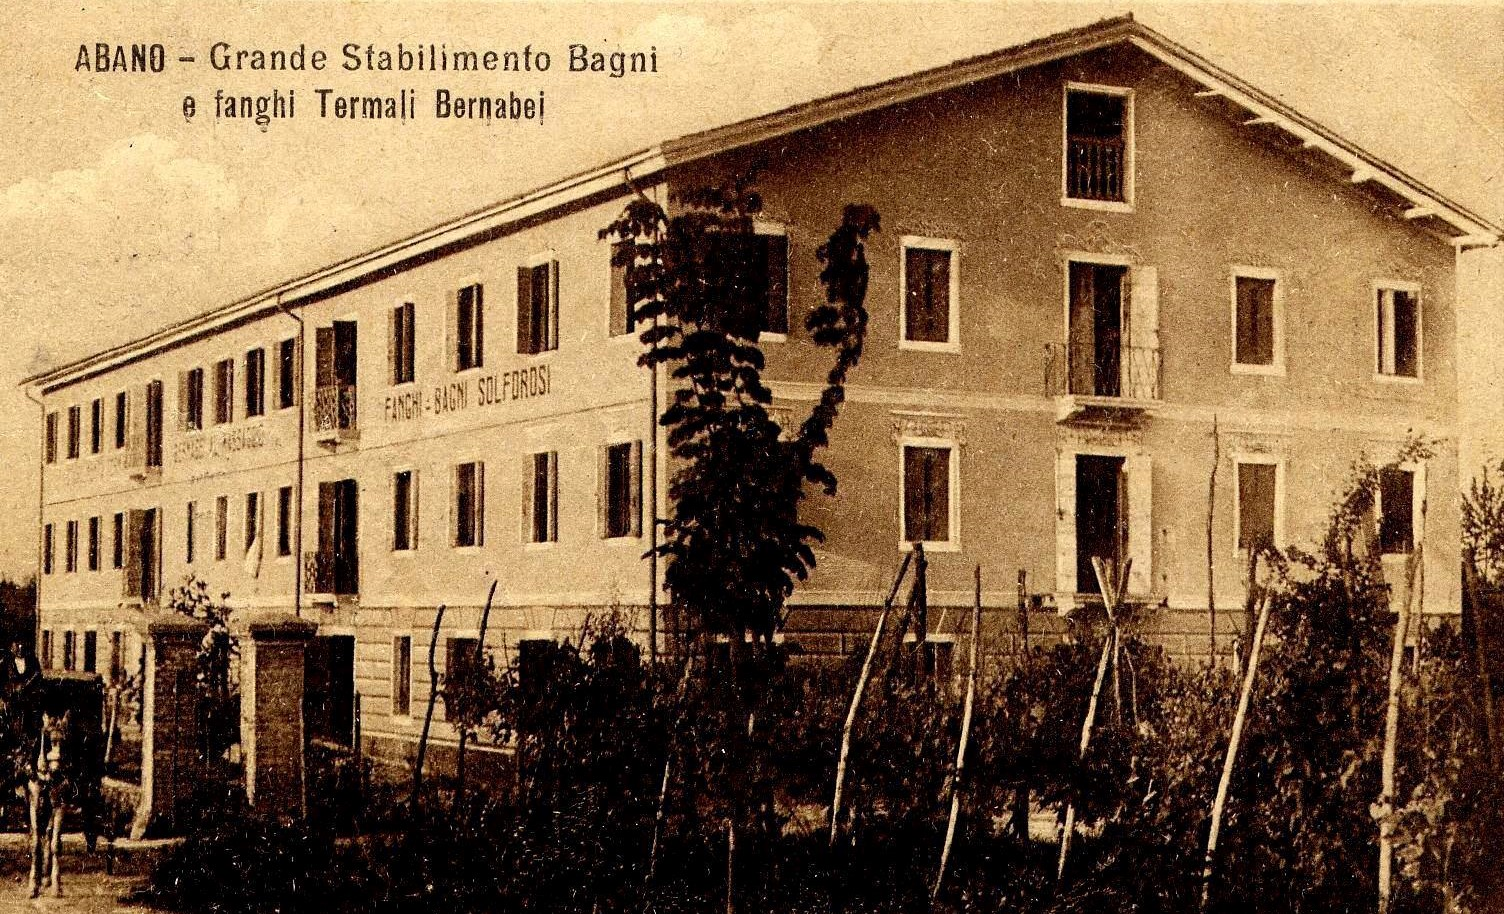 ABANO - Grande Stabilimento Bagni
e fanghi Termali Bernabei
FANGHI - BAGNI SOLFOROSI